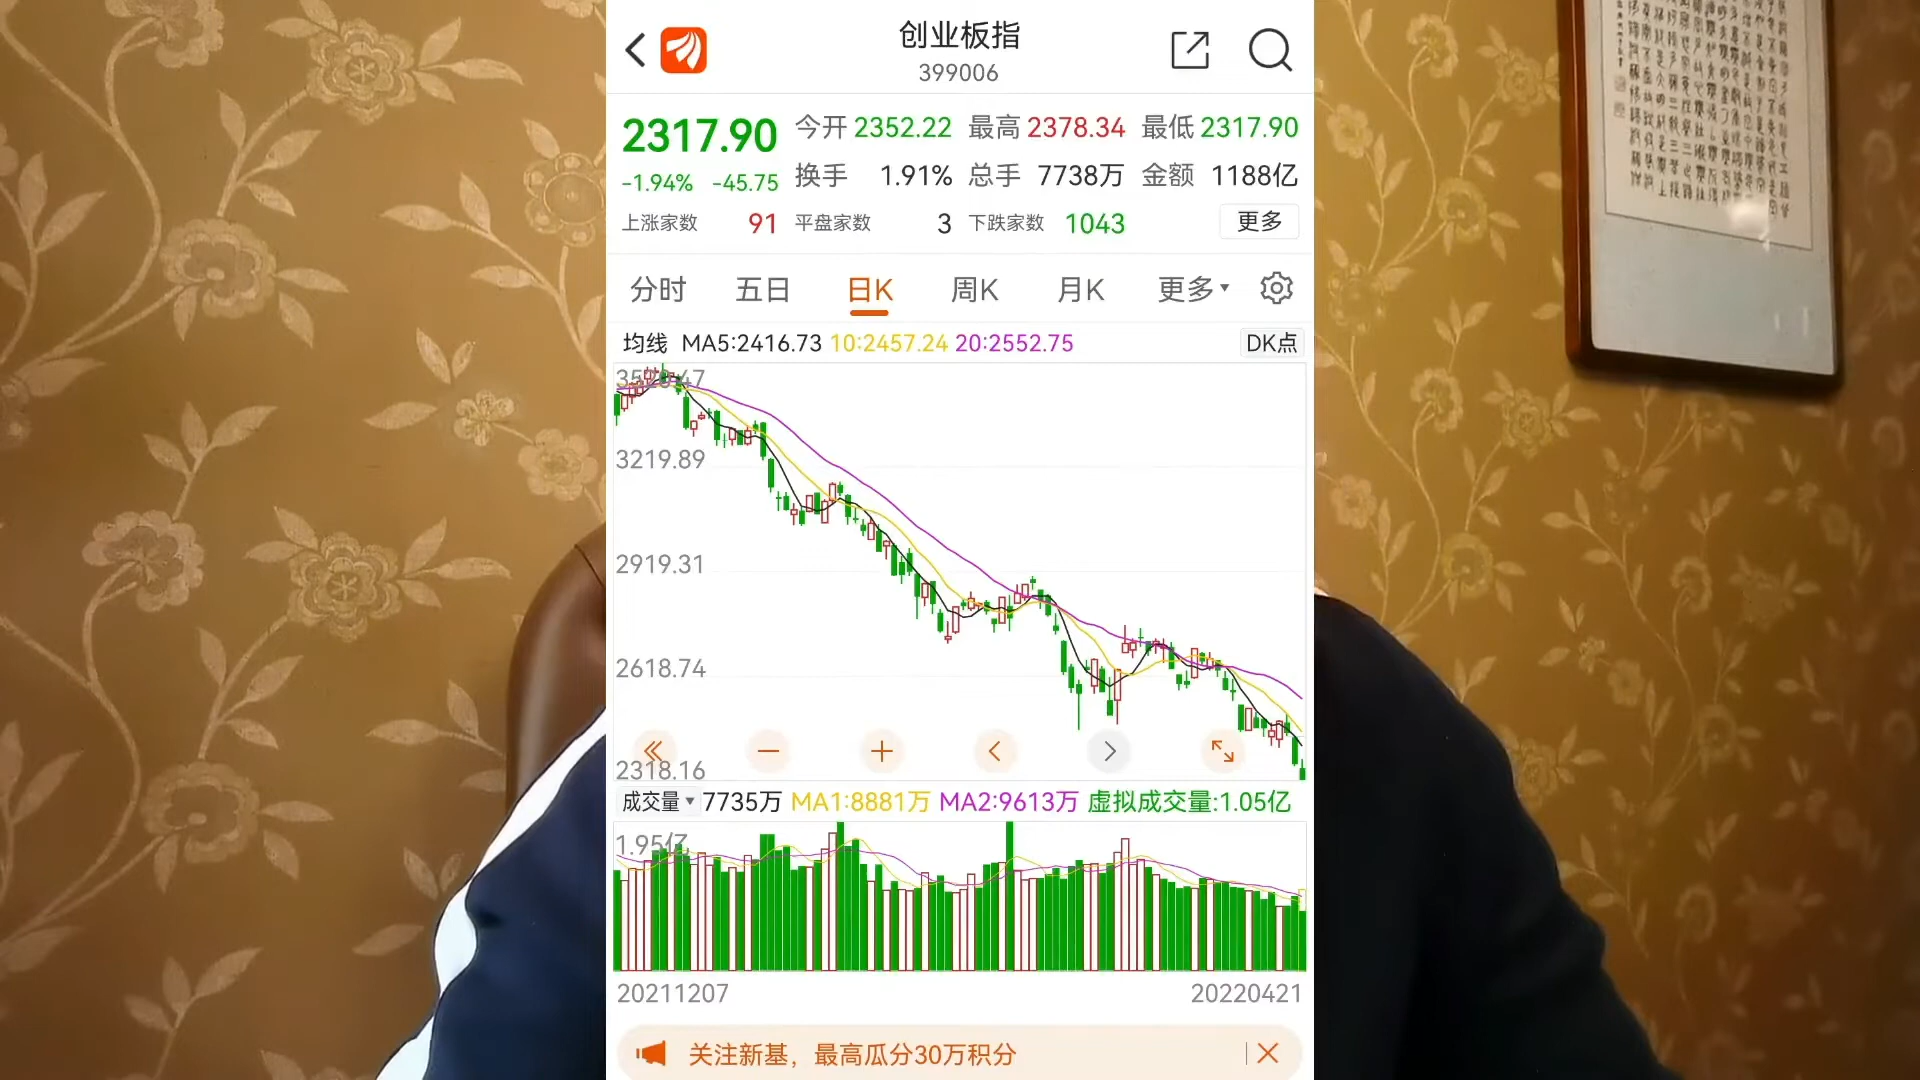 创业板指
399006
2317.90 今开 2352.22 最高 2378.34 最低 2317.90
-1.94% -45.75 换手 1.91% 总手 7738万 金额 1188亿
上涨家数 91 平盘家数 3 下跌家数 1043 更多
分时 五日 日K 周K 月K 更多
均线 MA5:2416.73 10:2457.24 20:2552.75 DK点
3219.89
2919.31
2618.74
2318.16
成交量 7735万 MA1:8881万 MA2:9613万 虚拟成交量:1.05亿
1.95亿
20211207 20220421
关注新基，最高瓜分30万积分